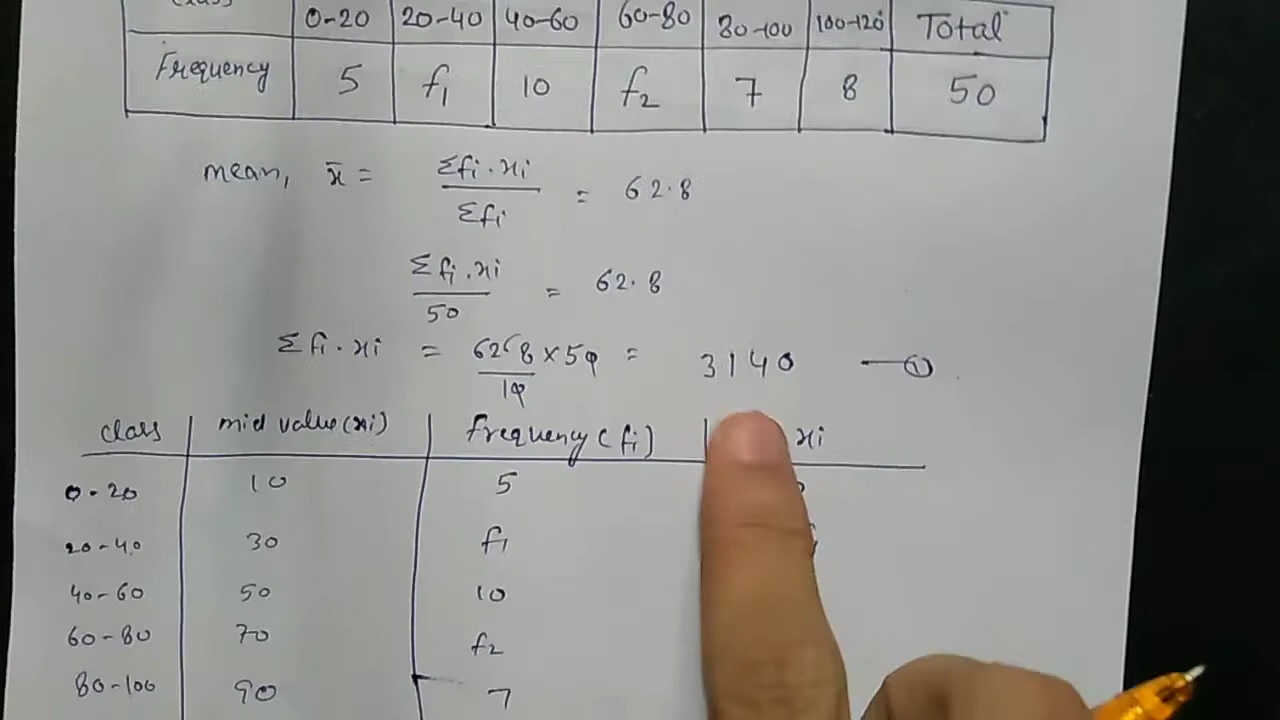 class 0-20 20-40 40-60 60-80 80-100 100-120 Total
Frequency 5 f₁ 10 f₂ 7 8 50
mean, x̄ = Σfi·xi / Σfi = 62.8
Σfi.xi / 50 = 62.8
Σfi·xi = 628 × 50 / 10 = 3140 —①
class mid value(xi) frequency(fi) xi
0-20 10 5
20-40 30 f₁
40-60 50 10
60-80 70 f₂
80-100 90 7